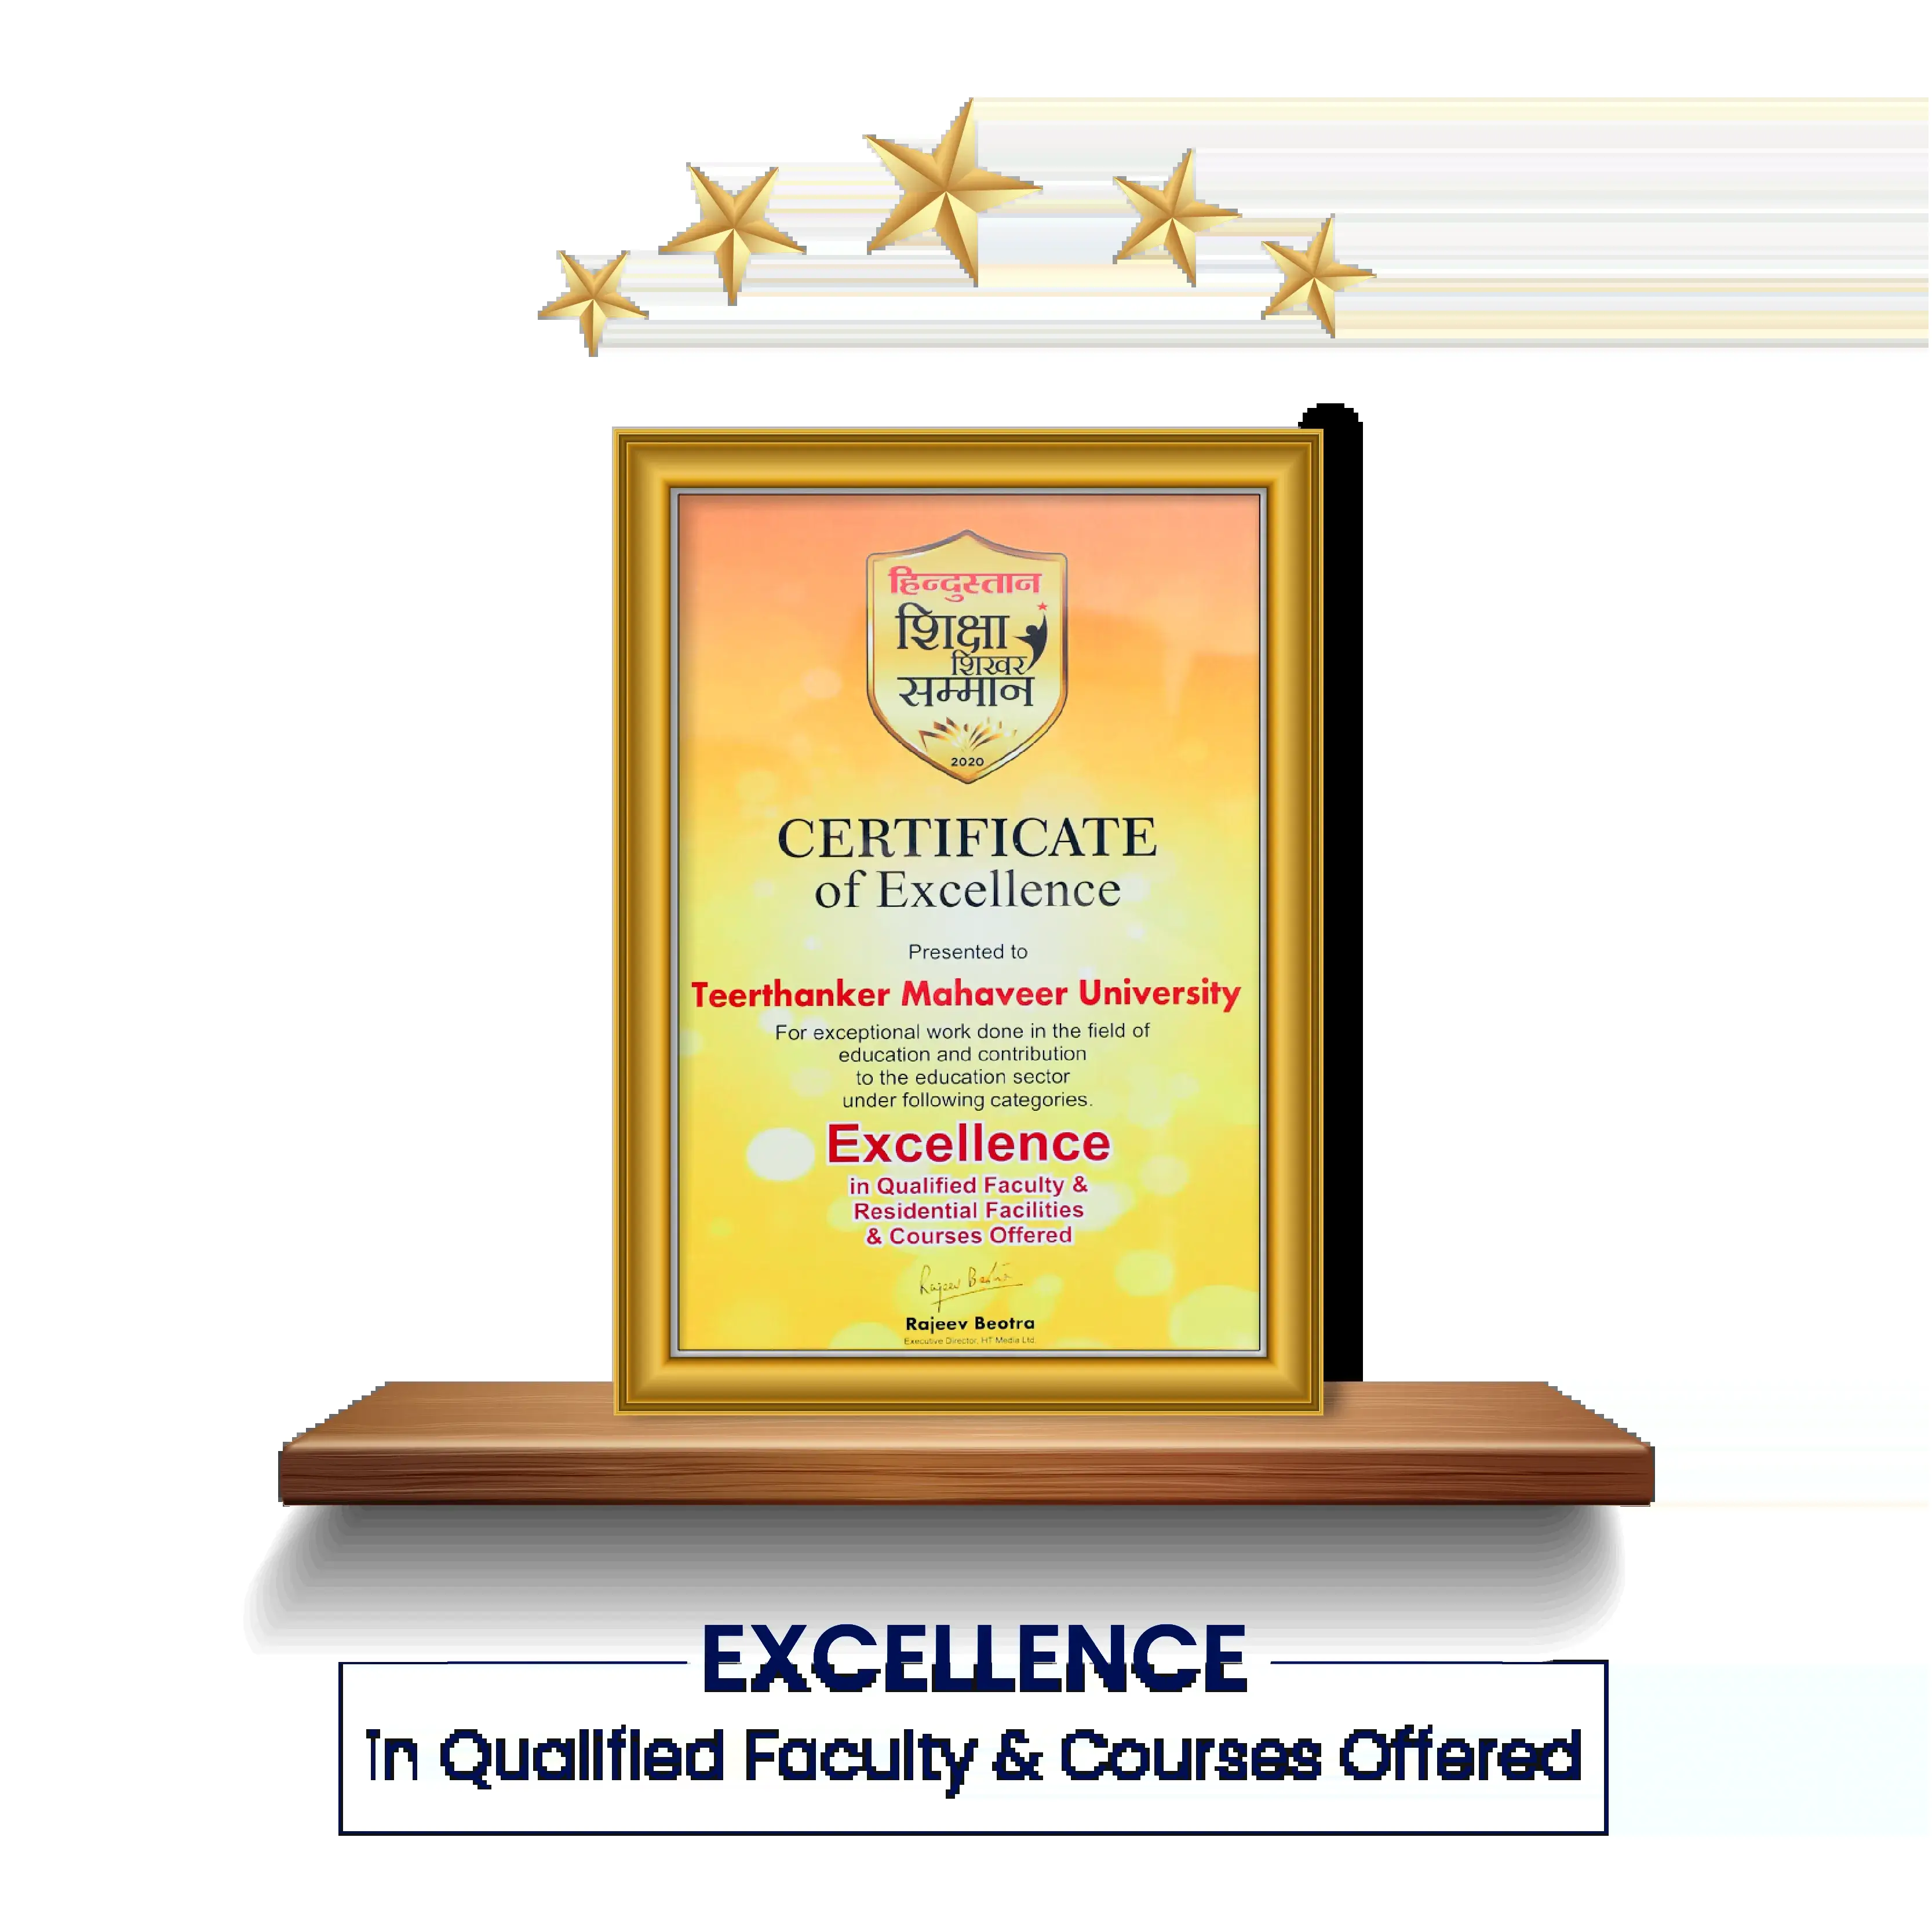 हिन्दुस्तान
शिक्षा
शिखर
सम्मान
2020
CERTIFICATE
of Excellence
Presented to
Teerthanker Mahaveer University
For exceptional work done in the field of
education and contribution
to the education sector
under following categories.
Excellence
in Qualified Faculty &
Residential Facilities
& Courses Offered
Rajeev Beotra
Rajeev Beotra
Executive Director, HT Media Ltd.
EXCELLENCE
in Qualified Faculty & Courses Offered